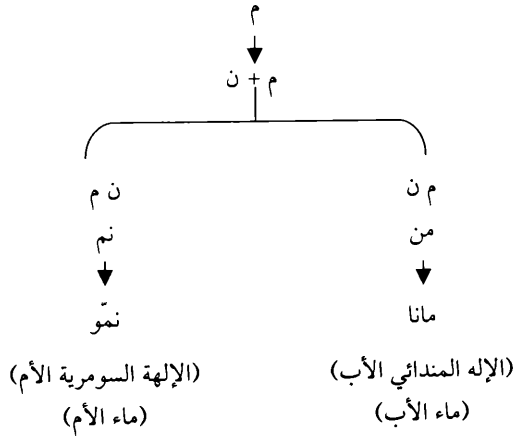 م
م + ن
م ن
من
مانا
(الإله المندائي الأب)
(ماء الأب)
ن م
نم
نمّو
(الإلهة السومرية الأم)
(ماء الأم)